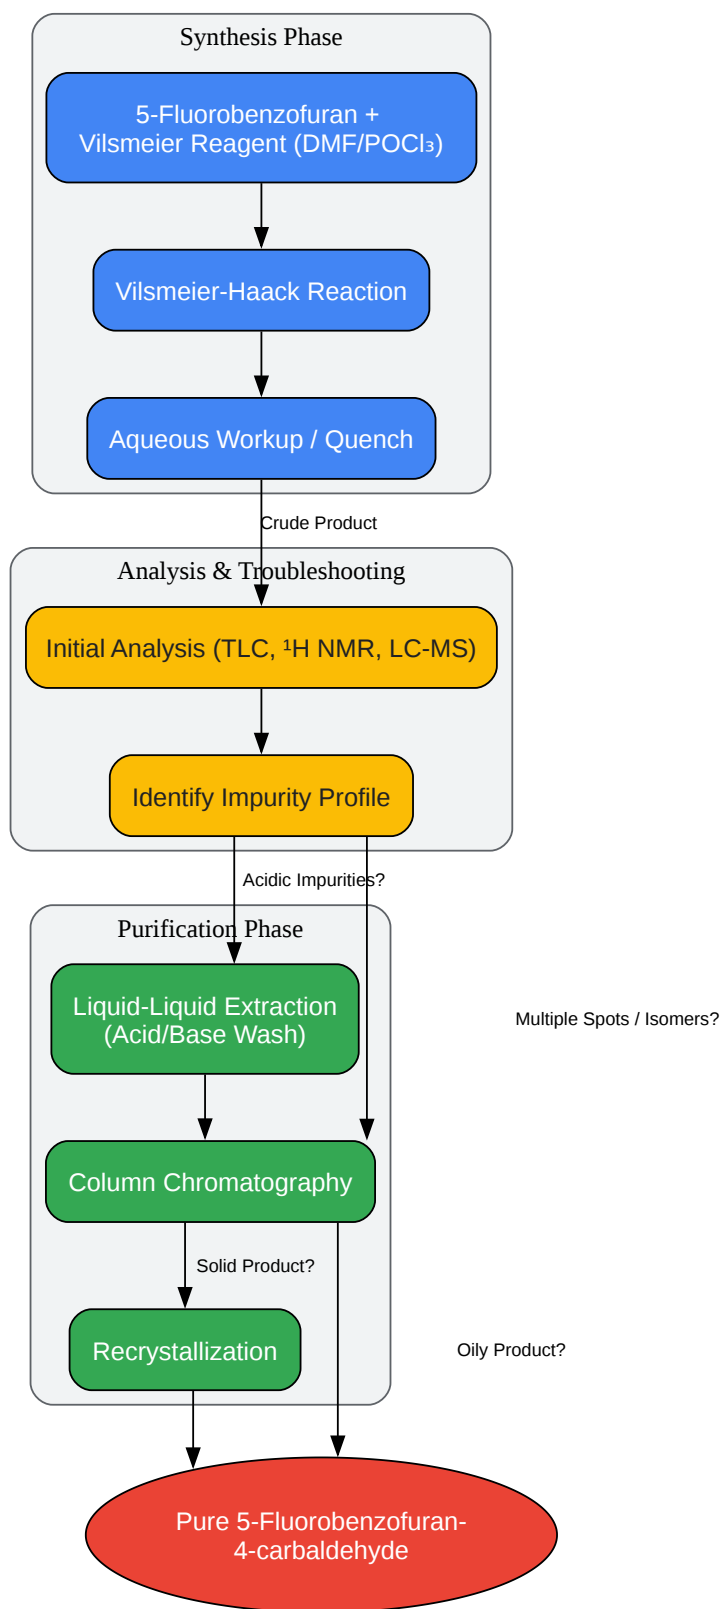 Synthesis Phase
5-Fluorobenzofuran +
Vilsmeier Reagent (DMF/POCl₃)
Vilsmeier-Haack Reaction
Aqueous Workup / Quench
Crude Product
Analysis & Troubleshooting
Initial Analysis (TLC, ¹H NMR, LC-MS)
Identify Impurity Profile
Acidic Impurities?
Purification Phase
Liquid-Liquid Extraction
(Acid/Base Wash)
Multiple Spots / Isomers?
Column Chromatography
Solid Product?
Recrystallization
Oily Product?
Pure 5-Fluorobenzofuran-
4-carbaldehyde